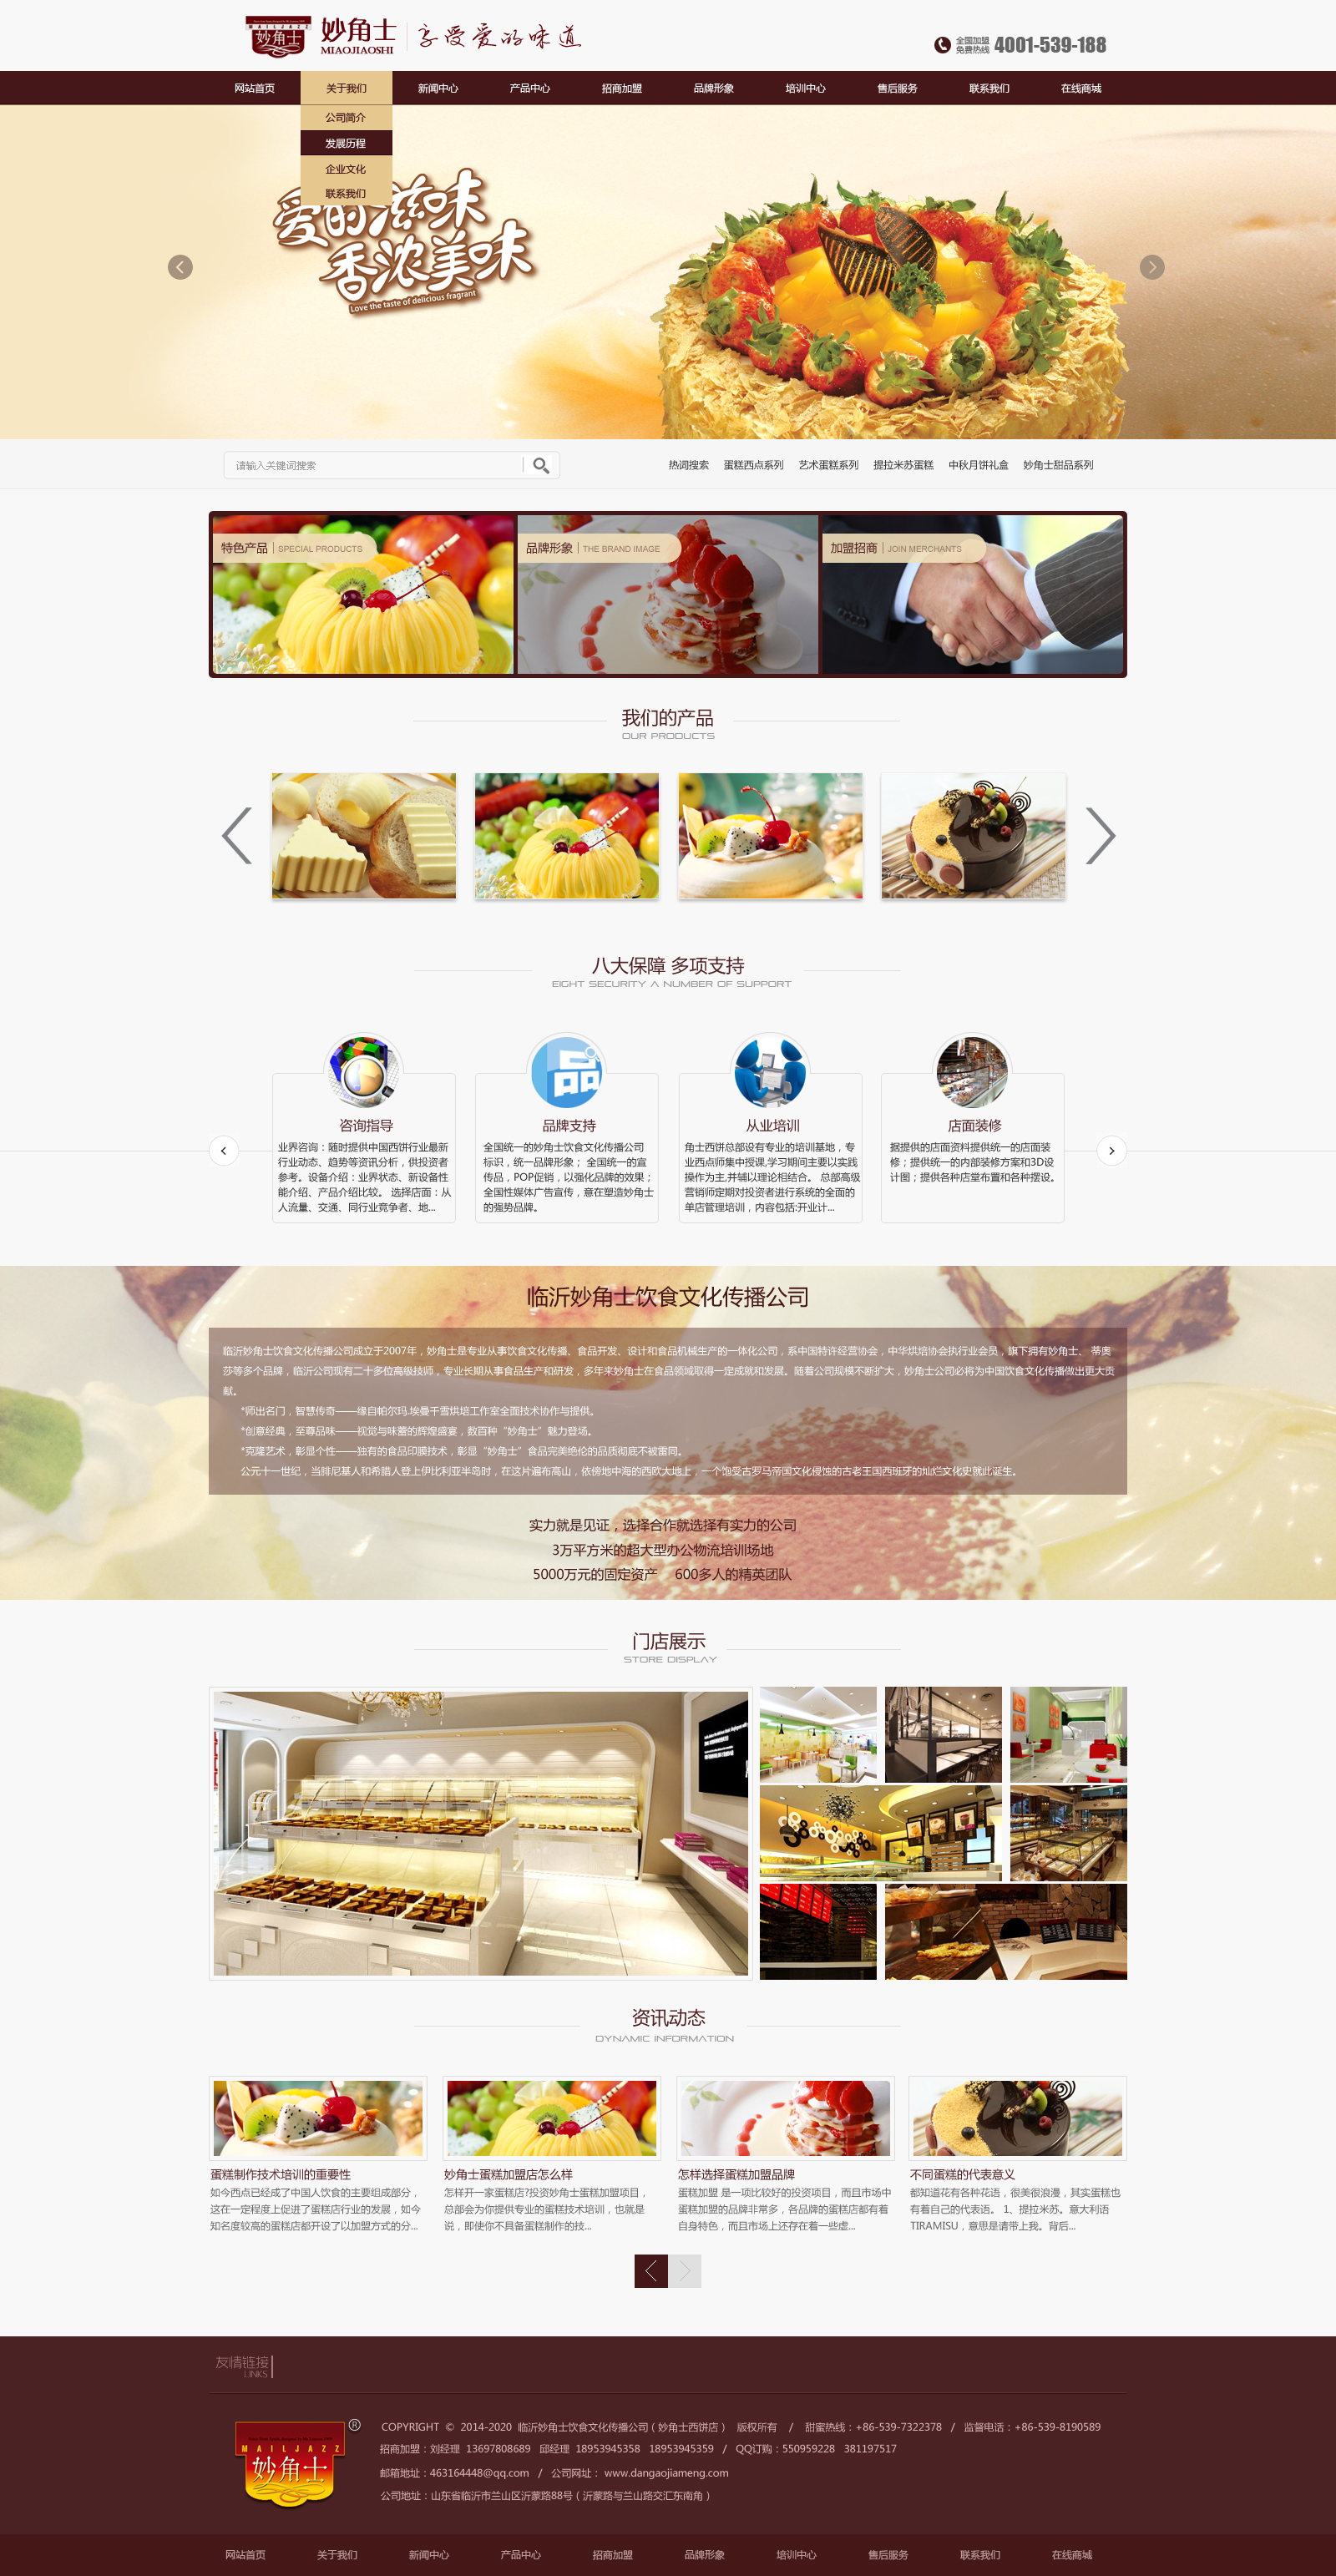 MAILJAZZ
妙角士
妙角士
MIAOJIAOSHI
享受爱的味道
全国加盟
免费热线
4001-539-188
网站首页 关于我们 新闻中心 产品中心 招商加盟 品牌形象 培训中心 售后服务 联系我们 在线商城
公司简介
发展历程
企业文化
联系我们
爱的滋味
香浓美味
Love the taste of delicious fragrant
请输入关键词搜索
热词搜索 蛋糕西点系列 艺术蛋糕系列 提拉米苏蛋糕 中秋月饼礼盒 妙角士甜品系列
特色产品 SPECIAL PRODUCTS
品牌形象 THE BRAND IMAGE
加盟招商 JOIN MERCHANTS
我们的产品
OUR PRODUCTS
八大保障 多项支持
EIGHT SECURITY A NUMBER OF SUPPORT
品
咨询指导
业界咨询：随时提供中国西饼行业最新
行业动态、趋势等资讯分析，供投资者
参考。设备介绍：业界状态、新设备性
能介绍、产品介绍比较。 选择店面：从
人流量、交通、同行业竞争者、地...
品牌支持
全国统一的妙角士饮食文化传播公司
标识，统一品牌形象； 全国统一的宣
传品，POP促销，以强化品牌的效果；
全国性媒体广告宣传，意在塑造妙角士
的强势品牌。
从业培训
角士西饼总部设有专业的培训基地，专
业西点师集中授课,学习期间主要以实践
操作为主,并辅以理论相结合。 总部高级
营销师定期对投资者进行系统的全面的
单店管理培训，内容包括:开业计...
店面装修
据提供的店面资料提供统一的店面装
修；提供统一的内部装修方案和3D设
计图；提供各种店堂布置和各种摆设。
临沂妙角士饮食文化传播公司
临沂妙角士饮食文化传播公司成立于2007年，妙角士是专业从事饮食文化传播、食品开发、设计和食品机械生产的一体化公司，系中国特许经营协会，中华烘培协会执行业会员，旗下拥有妙角士、 蒂奥
莎等多个品牌，临沂公司现有二十多位高级技师，专业长期从事食品生产和研发，多年来妙角士在食品领域取得一定成就和发展。随着公司规模不断扩大，妙角士公司必将为中国饮食文化传播做出更大贡
献。
*师出名门，智慧传奇——缘自帕尔玛.埃曼干雪烘培工作室全面技术协作与提供。
*创意经典，至尊品味——视觉与味蕾的辉煌盛宴，数百种“妙角士”魅力登场。
*克隆艺术，彰显个性——独有的食品印膜技术，彰显“妙角士”食品完美绝伦的品质彻底不被雷同。
公元十一世纪，当腓尼基人和希腊人登上伊比利亚半岛时，在这片遍布高山，依傍地中海的西欧大地上，一个饱受古罗马帝国文化侵蚀的古老王国西班牙的灿烂文化史就此诞生。
实力就是见证，选择合作就选择有实力的公司
3万平方米的超大型办公物流培训场地
5000万元的固定资产 600多人的精英团队
门店展示
STORE DISPLAY
资讯动态
DYNAMIC INFORMATION
蛋糕制作技术培训的重要性
如今西点已经成了中国人饮食的主要组成部分，
这在一定程度上促进了蛋糕店行业的发展，如今
知名度较高的蛋糕店都开设了以加盟方式的分...
妙角士蛋糕加盟店怎么样
怎样开一家蛋糕店?投资妙角士蛋糕加盟项目，
总部会为你提供专业的蛋糕技术培训，也就是
说，即使你不具备蛋糕制作的技...
怎样选择蛋糕加盟品牌
蛋糕加盟 是一项比较好的投资项目，而且市场中
蛋糕加盟的品牌非常多，各品牌的蛋糕店都有着
自身特色，而且市场上还存在着一些虚...
不同蛋糕的代表意义
都知道花有各种花语，很美很浪漫，其实蛋糕也
有着自己的代表语。 1、提拉米苏。意大利语
TIRAMISU，意思是请带上我。背后...
友情链接
LINKS
MAILJAZZ
妙角士
®
COPYRIGHT © 2014-2020 临沂妙角士饮食文化传播公司（妙角士西饼店） 版权所有 / 甜蜜热线：+86-539-7322378 / 监督电话：+86-539-8190589
招商加盟：刘经理 13697808689 邱经理 18953945358 18953945359 / QQ订购：550959228 381197517
邮箱地址：463164448@qq.com / 公司网址： www.dangaojiameng.com
公司地址：山东省临沂市兰山区沂蒙路88号（沂蒙路与兰山路交汇东南角）
网站首页 关于我们 新闻中心 产品中心 招商加盟 品牌形象 培训中心 售后服务 联系我们 在线商城